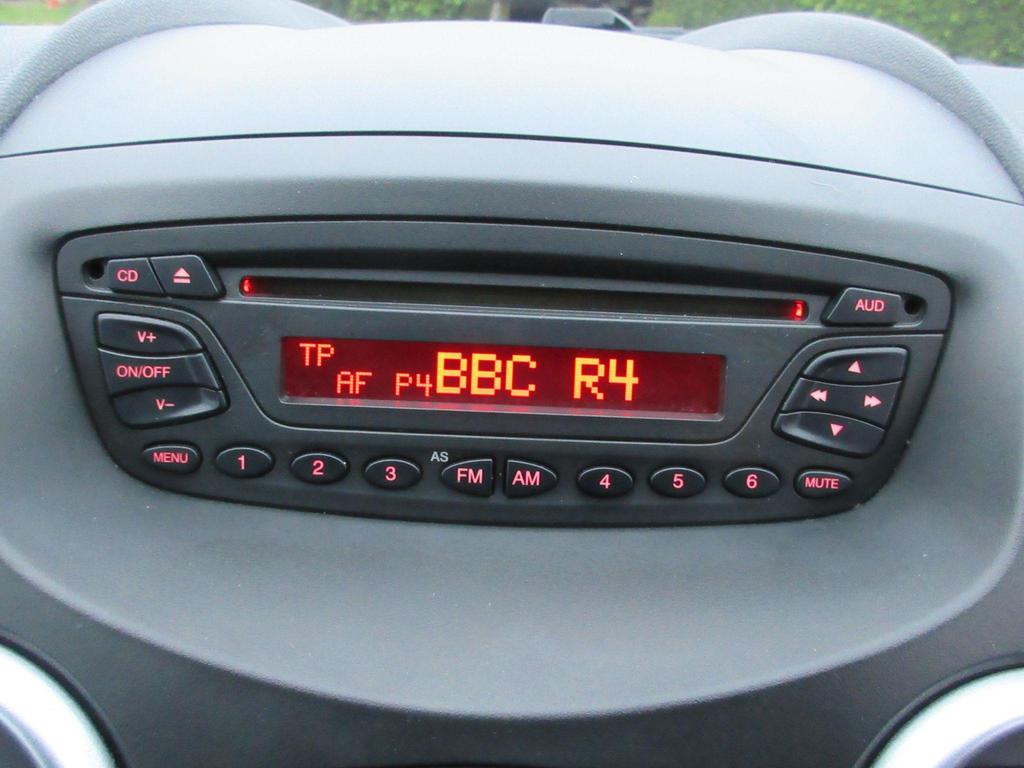 CD
AUD
V+
ON/OFF
V-
TP
AF P4 BBC R4
MENU 1 2 3 AS FM AM 4 5 6 MUTE